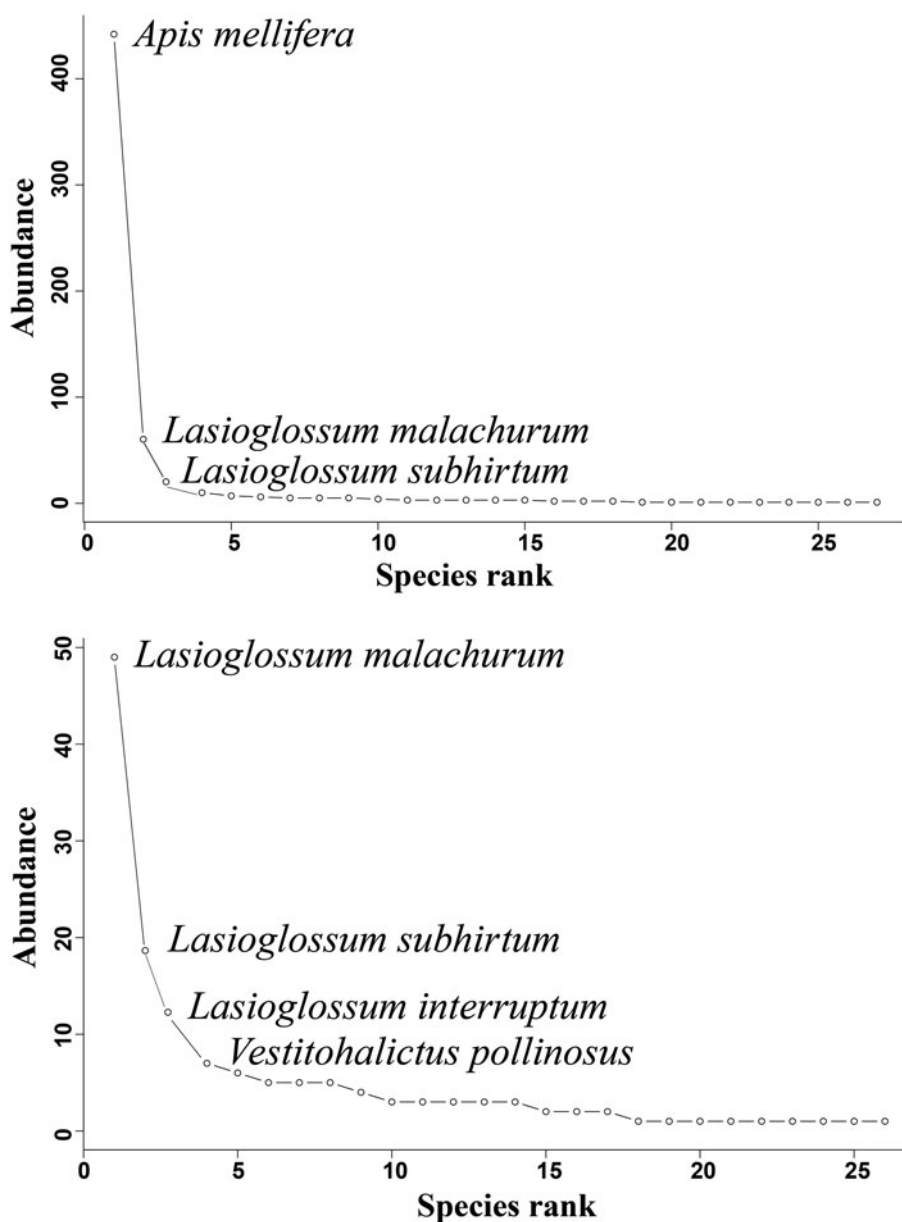 Apis mellifera
400
300
200
100
0
Abundance
Lasioglossum malachurum
Lasioglossum subhirtum
0 5 10 15 20 25
Species rank
50
40
30
20
10
0
Abundance
Lasioglossum malachurum
Lasioglossum subhirtum
Lasioglossum interruptum
Vestitohalictus pollinosus
0 5 10 15 20 25
Species rank